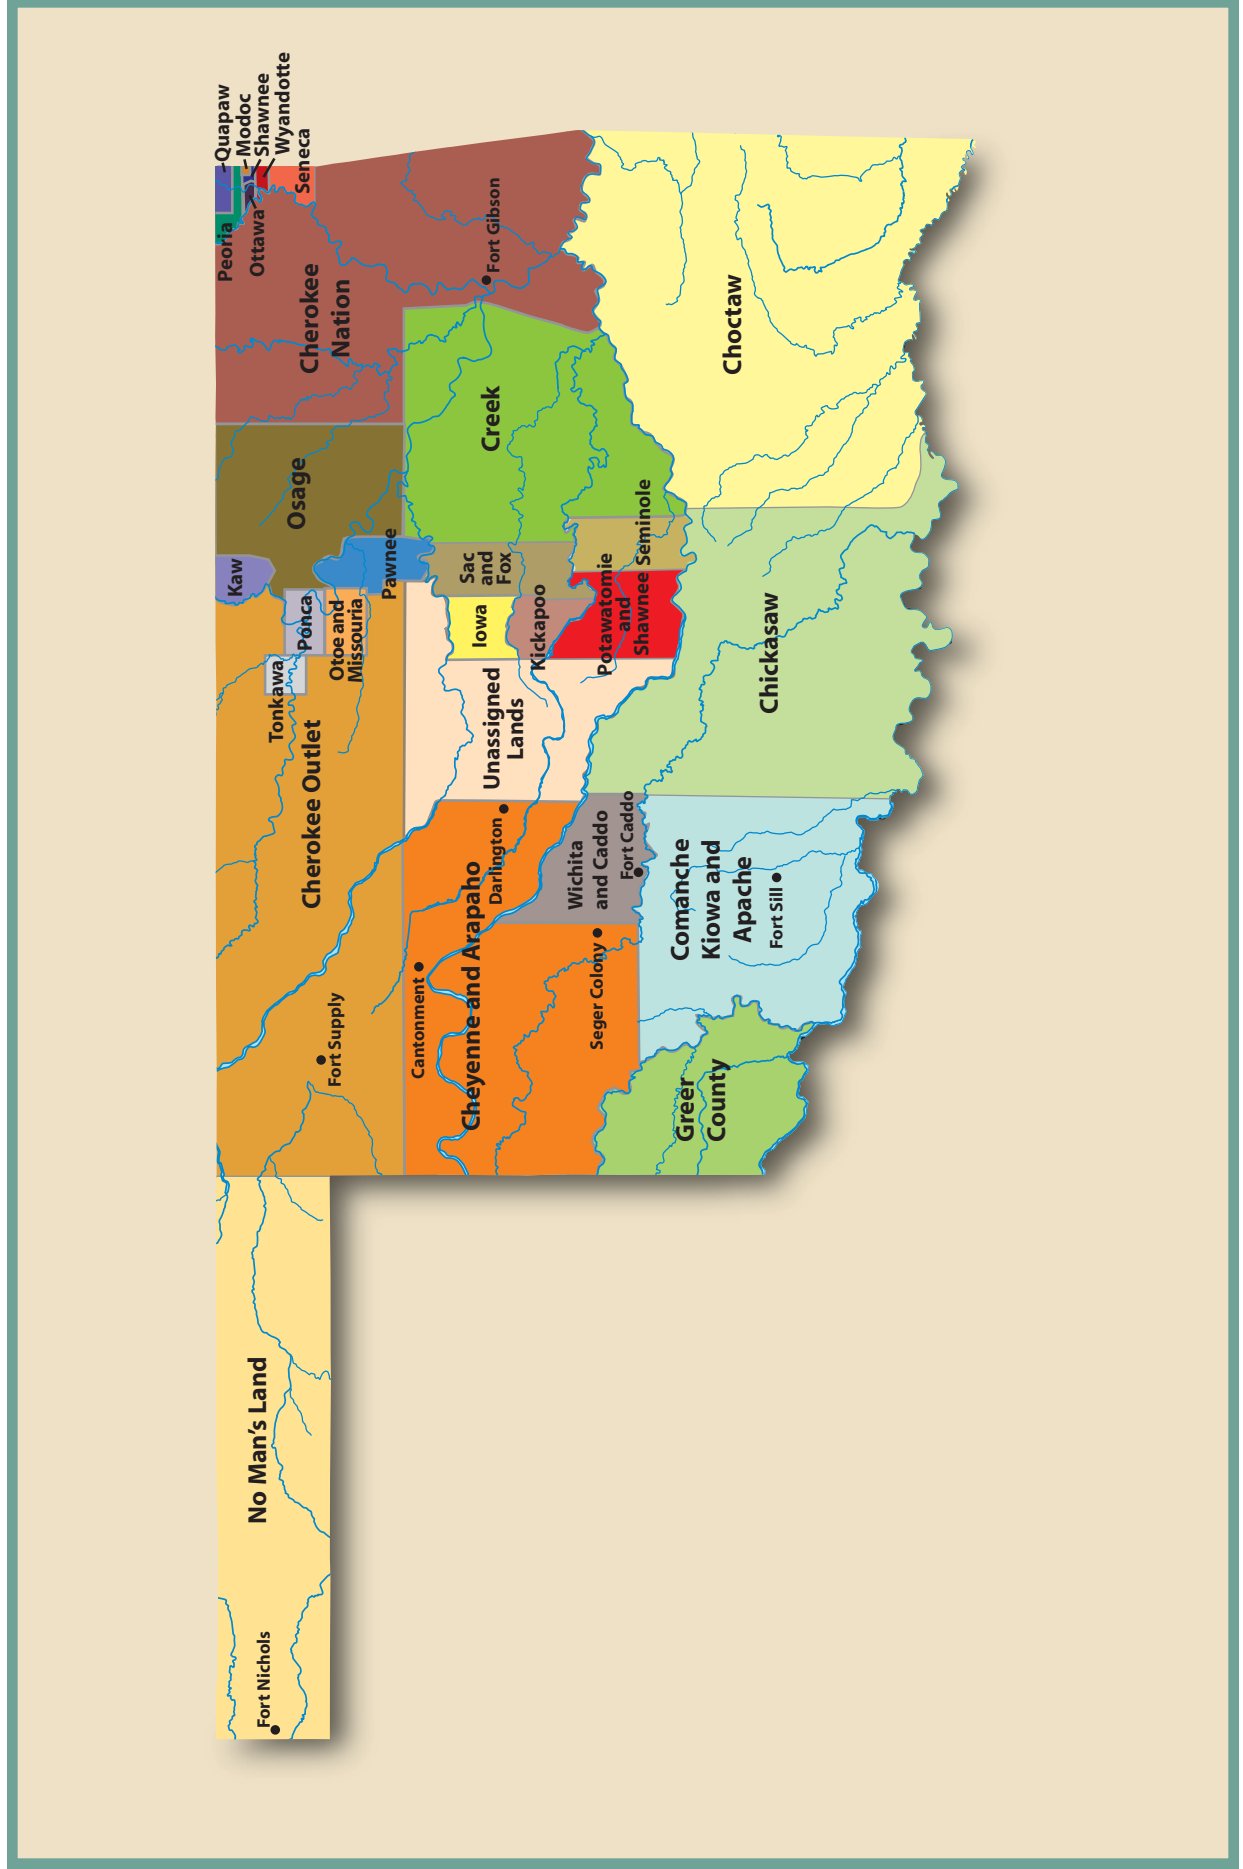 No Man's Land
Fort Nichols
Cherokee Outlet
Fort Supply
Tonkawa
Ponca
Otoe and
Missouria
Kaw
Osage
Pawnee
Cherokee
Nation
Peoria
Quapaw
Modoc
Shawnee
Wyandotte
Seneca
Ottawa
Fort Gibson
Cantonment
Cheyenne and Arapaho
Darlington
Seger Colony
Unassigned
Lands
Iowa
Sac
and
Fox
Kickapoo
Creek
Potawatomie
and
Shawnee
Seminole
Wichita
and Caddo
Fort Caddo
Greer
County
Comanche
Kiowa and
Apache
Fort Sill
Chickasaw
Choctaw